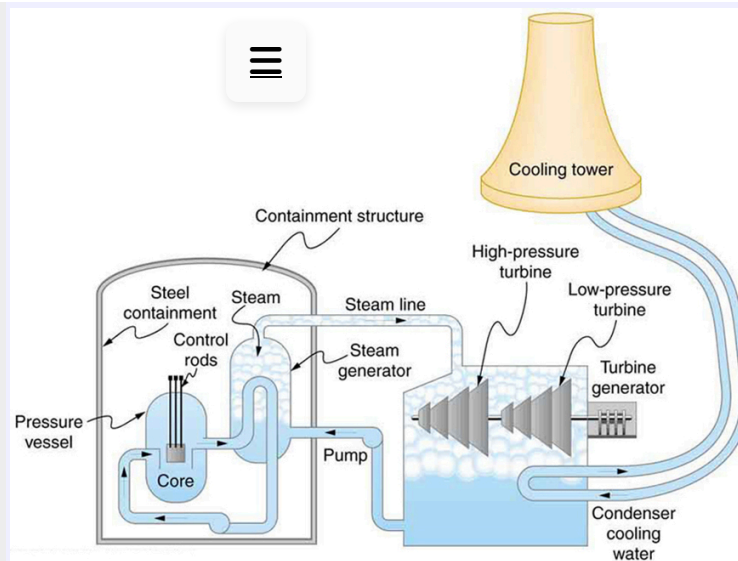 Cooling tower
Containment structure
High-pressure
turbine
Low-pressure
turbine
Steel
containment
Steam
Steam line
Control
rods
Steam
generator
Turbine
generator
Pressure
vessel
Core
Pump
Condenser
cooling
water